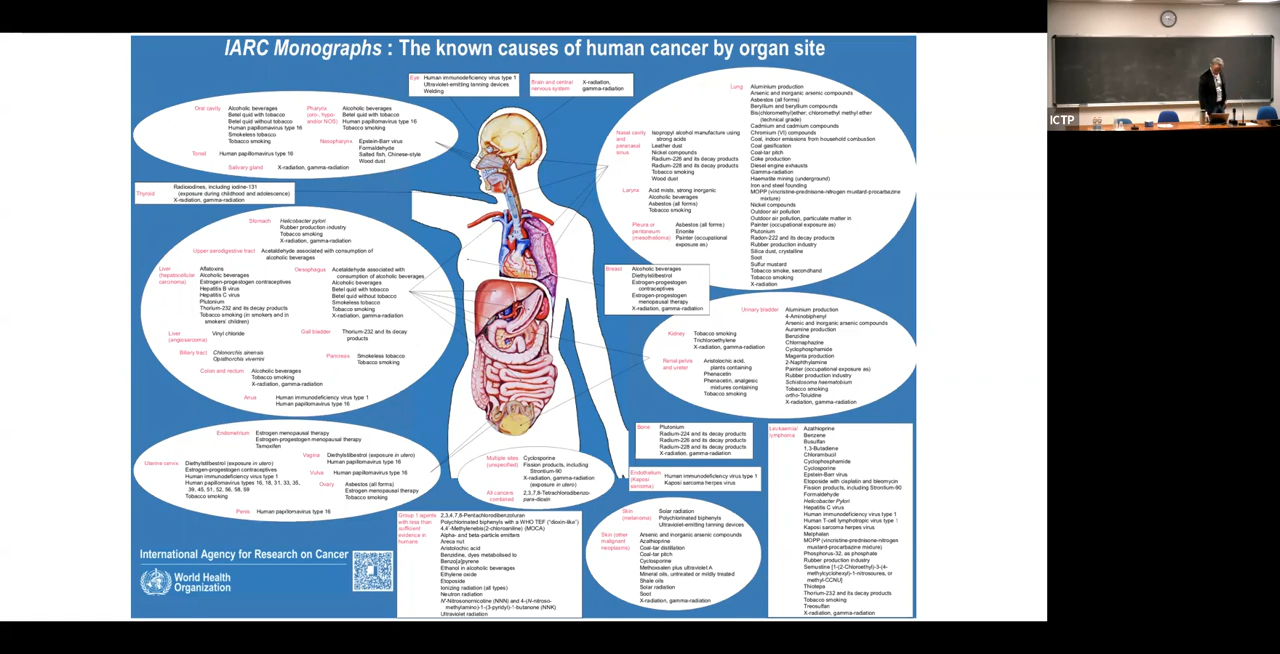 IARC Monographs : The known causes of human cancer by organ site
Eye
Human immunodeficiency virus type 1
Ultraviolet-emitting tanning devices
Welding
Brain and central
nervous system
X-radiation,
gamma-radiation
Oral cavity
Alcoholic beverages
Betel quid with tobacco
Betel quid without tobacco
Human papillomavirus type 16
Smokeless tobacco
Tobacco smoking
Pharynx
(oro-, hypo-
and/or NOS)
Alcoholic beverages
Betel quid with tobacco
Human papillomavirus type 16
Tobacco smoking
Nasopharynx
Epstein-Barr virus
Formaldehyde
Salted fish, Chinese-style
Wood dust
Tonsil
Human papillomavirus type 16
Salivary gland
X-radiation, gamma-radiation
Thyroid
Radioiodines, including iodine-131
(exposure during childhood and adolescence)
X-radiation, gamma-radiation
Stomach
Helicobacter pylori
Rubber production industry
Tobacco smoking
X-radiation, gamma-radiation
Upper aerodigestive tract
Acetaldehyde associated with consumption of
alcoholic beverages
Liver
(hepatocellular
carcinoma)
Aflatoxins
Alcoholic beverages
Estrogen-progestogen contraceptives
Hepatitis B virus
Hepatitis C virus
Plutonium
Thorium-232 and its decay products
Tobacco smoking (in smokers and in
smokers' children)
Oesophagus
Acetaldehyde associated with
consumption of alcoholic beverages
Alcoholic beverages
Betel quid with tobacco
Betel quid without tobacco
Smokeless tobacco
Tobacco smoking
X-radiation, gamma-radiation
Liver
(angiosarcoma)
Vinyl chloride
Gall bladder
Thorium-232 and its decay
products
Biliary tract
Chlonorchis sinensis
Opisthorchis viverrini
Pancreas
Smokeless tobacco
Tobacco smoking
Colon and rectum
Alcoholic beverages
Tobacco smoking
X-radiation, gamma-radiation
Anus
Human immunodeficiency virus type 1
Human papillomavirus type 16
Endometrium
Estrogen menopausal therapy
Estrogen-progestogen menopausal therapy
Tamoxifen
Uterine cervix
Diethylstilbestrol (exposure in utero)
Estrogen-progestogen contraceptives
Human immunodeficiency virus type 1
Human papillomavirus types 16, 18, 31, 33, 35,
39, 45, 51, 52, 56, 58, 59
Tobacco smoking
Vagina
Diethylstilbestrol (exposure in utero)
Human papillomavirus type 16
Vulva
Human papillomavirus type 16
Ovary
Asbestos (all forms)
Estrogen menopausal therapy
Tobacco smoking
Penis
Human papillomavirus type 16
Lung
Aluminium production
Arsenic and inorganic arsenic compounds
Asbestos (all forms)
Beryllium and beryllium compounds
Bis(chloromethyl)ether; chloromethyl methyl ether
(technical grade)
Cadmium and cadmium compounds
Chromium (VI) compounds
Coal, indoor emissions from household combustion
Coal gasification
Coal-tar pitch
Coke production
Diesel engine exhausts
Gamma-radiation
Haematite mining (underground)
Iron and steel founding
MOPP (vincristine-prednisone-nitrogen mustard-procarbazine
mixture)
Nickel compounds
Outdoor air pollution
Outdoor air pollution, particulate matter in
Painter (occupational exposure as)
Plutonium
Radon-222 and its decay products
Rubber production industry
Silica dust, crystalline
Soot
Sulfur mustard
Tobacco smoke, secondhand
Tobacco smoking
X-radiation
Nasal cavity
and
paranasal
sinus
Isopropyl alcohol manufacture using
strong acids
Leather dust
Nickel compounds
Radium-226 and its decay products
Radium-228 and its decay products
Tobacco smoking
Wood dust
Larynx
Acid mists, strong inorganic
Alcoholic beverages
Asbestos (all forms)
Tobacco smoking
Pleura or
peritoneum
(mesothelioma)
Asbestos (all forms)
Erionite
Painter (occupational
exposure as)
Breast
Alcoholic beverages
Diethylstilbestrol
Estrogen-progestogen
contraceptives
Estrogen-progestogen
menopausal therapy
X-radiation, gamma-radiation
Kidney
Tobacco smoking
Trichloroethylene
X-radiation, gamma-radiation
Renal pelvis
and ureter
Aristolochic acid,
plants containing
Phenacetin
Phenacetin, analgesic
mixtures containing
Tobacco smoking
Urinary bladder
Aluminium production
4-Aminobiphenyl
Arsenic and inorganic arsenic compounds
Auramine production
Benzidine
Chlornaphazine
Cyclophosphamide
Magenta production
2-Naphthylamine
Painter (occupational exposure as)
Rubber production industry
Schistosoma haematobium
Tobacco smoking
ortho-Toluidine
X-radiation, gamma-radiation
Bone
Plutonium
Radium-224 and its decay products
Radium-226 and its decay products
Radium-228 and its decay products
X-radiation, gamma-radiation
Endothelium
(Kaposi
sarcoma)
Human immunodeficiency virus type 1
Kaposi sarcoma herpes virus
Multiple sites
(unspecified)
Cyclosporine
Fission products, including
Strontium-90
X-radiation, gamma-radiation
(exposure in utero)
All cancers
combined
2,3,7,8-Tetrachlorodibenzo-
para-dioxin
Skin
(melanoma)
Solar radiation
Polychlorinated biphenyls
Ultraviolet-emitting tanning devices
Skin (other
malignant
neoplasms)
Arsenic and inorganic arsenic compounds
Azathioprine
Coal-tar distillation
Coal-tar pitch
Cyclosporine
Methoxsalen plus ultraviolet A
Mineral oils, untreated or mildly treated
Shale oils
Solar radiation
Soot
X-radiation, gamma-radiation
Leukaemia/
lymphoma
Azathioprine
Benzene
Busulfan
1,3-Butadiene
Chlorambucil
Cyclophosphamide
Cyclosporine
Epstein-Barr virus
Etoposide with cisplatin and bleomycin
Fission products, including Strontium-90
Formaldehyde
Helicobacter Pylori
Hepatitis C virus
Human immunodeficiency virus type 1
Human T-cell lymphotropic virus type 1
Kaposi sarcoma herpes virus
Melphalan
MOPP (vincristine-prednisone-nitrogen
mustard-procarbazine mixture)
Phosphorus-32, as phosphate
Rubber production industry
Semustine [1-(2-Chloroethyl)-3-(4-
methylcyclohexyl)-1-nitrosourea, or
methyl-CCNU]
Thiotepa
Thorium-232 and its decay products
Tobacco smoking
Treosulfan
X-radiation, gamma-radiation
Group 1 agents
with less than
sufficient
evidence in
humans
2,3,4,7,8-Pentachlorodibenzofuran
Polychlorinated biphenyls with a WHO TEF ("dioxin-like")
4,4'-Methylenebis(2-chloroaniline) (MOCA)
Alpha- and beta-particle emitters
Areca nut
Aristolochic acid
Benzidine, dyes metabolised to
Benzo[a]pyrene
Ethanol in alcoholic beverages
Ethylene oxide
Etoposide
Ionizing radiation (all types)
Neutron radiation
N'-Nitrosonornicotine (NNN) and 4-(N-nitroso-
methylamino)-1-(3-pyridyl)-1-butanone (NNK)
Ultraviolet radiation
International Agency for Research on Cancer
World Health
Organization
ICTP